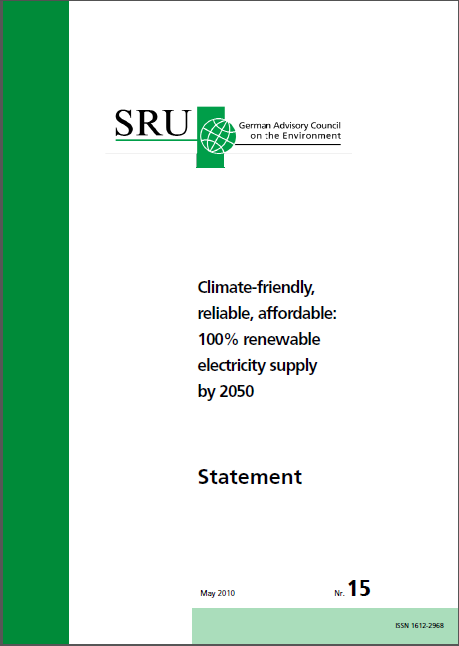 SRU
German Advisory Council
on the Environment
Climate-friendly,
reliable, affordable:
100% renewable
electricity supply
by 2050
Statement
May 2010
Nr. 15
ISSN 1612-2968